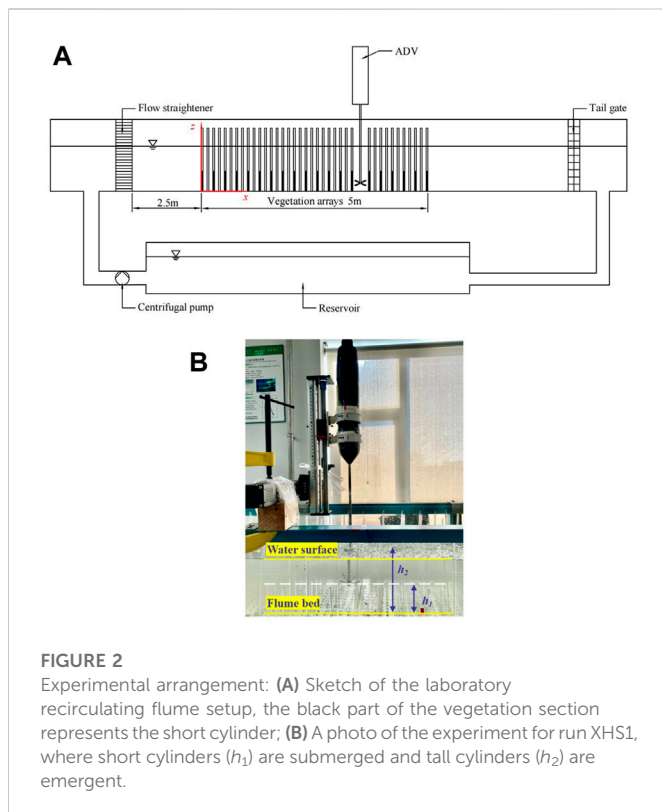 A
ADV
Flow straightener
Tail gate
z
x
2.5m
Vegetation arrays 5m
Centrifugal pump
Reservoir
B
Water surface
h2
Flume bed
h1
FIGURE 2
Experimental arrangement: (A) Sketch of the laboratory
recirculating flume setup, the black part of the vegetation section
represents the short cylinder; (B) A photo of the experiment for run XHS1,
where short cylinders (h₁) are submerged and tall cylinders (h₂) are
emergent.